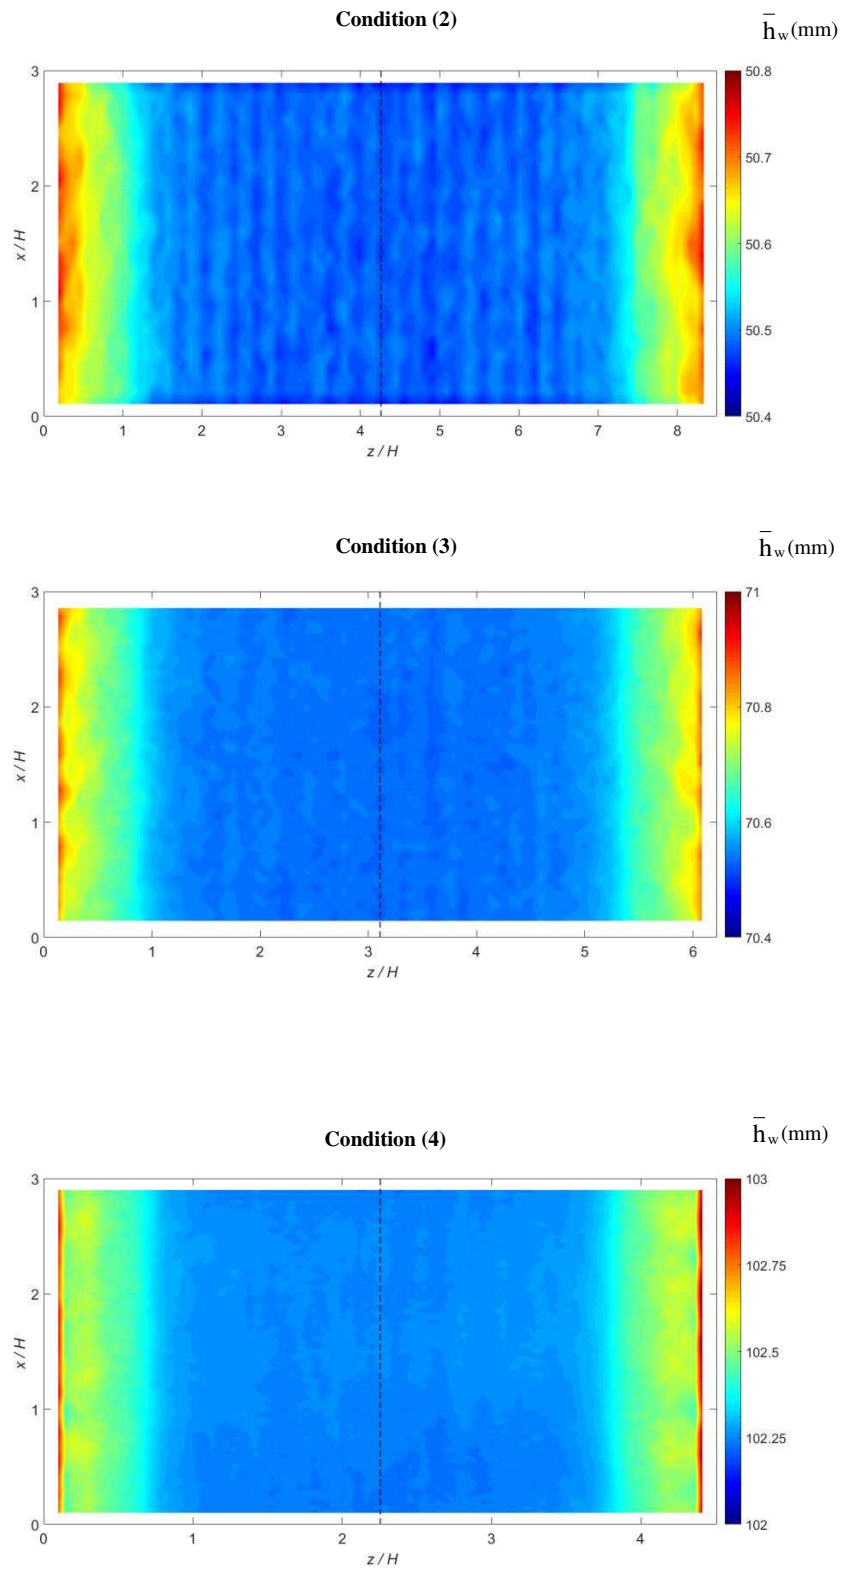 Condition (2)
h̄w(mm)
3
2
1
0
x / H
0 1 2 3 4 5 6 7 8
z / H
50.8
50.7
50.6
50.5
50.4
Condition (3)
h̄w(mm)
3
2
1
0
x / H
0 1 2 3 4 5 6
z / H
71
70.8
70.6
70.4
Condition (4)
h̄w(mm)
3
2
1
0
x / H
0 1 2 3 4
z / H
103
102.75
102.5
102.25
102